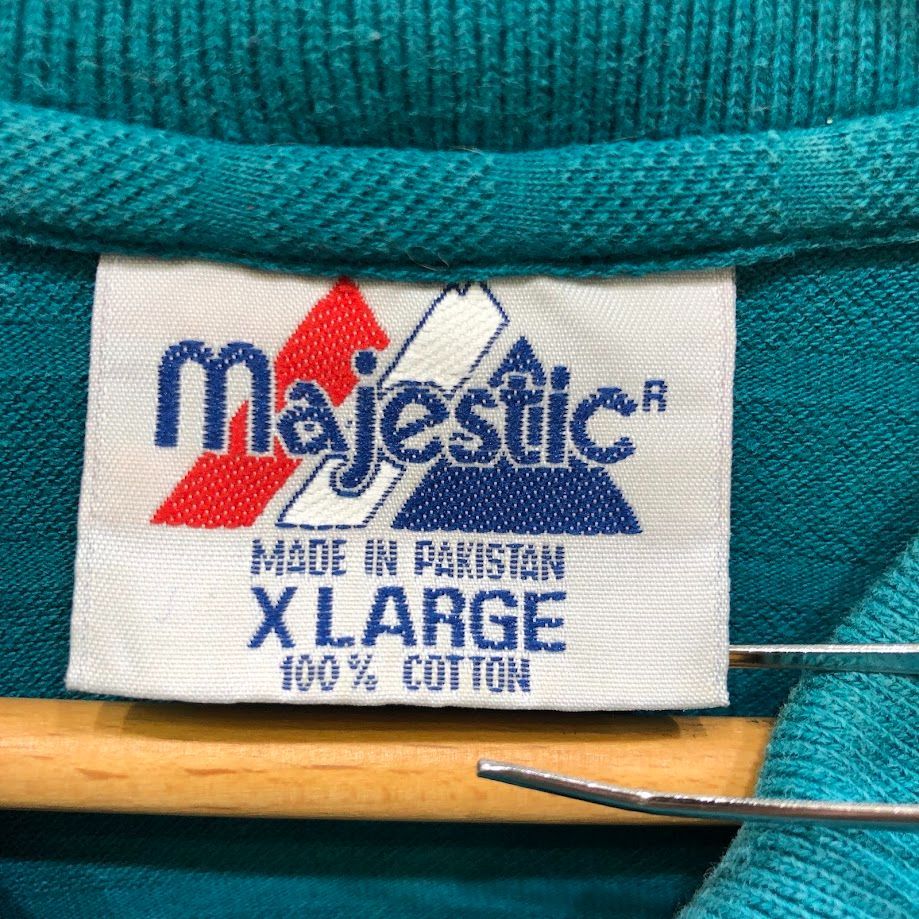 majestic R
MADE IN PAKISTAN
X LARGE
100% COTTON